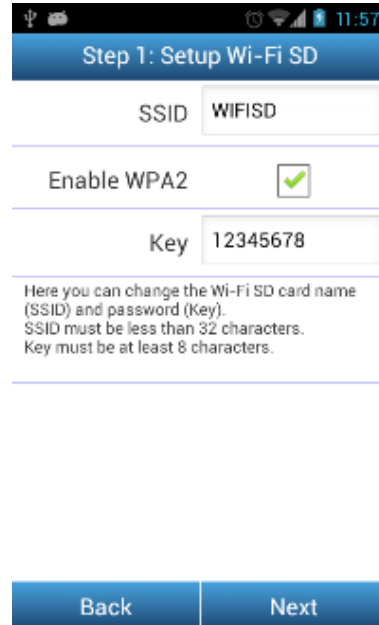 11:57
Step 1: Setup Wi-Fi SD
SSID WIFISD
Enable WPA2
Key 12345678
Here you can change the Wi-Fi SD card name
(SSID) and password (Key).
SSID must be less than 32 characters.
Key must be at least 8 characters.
Back Next